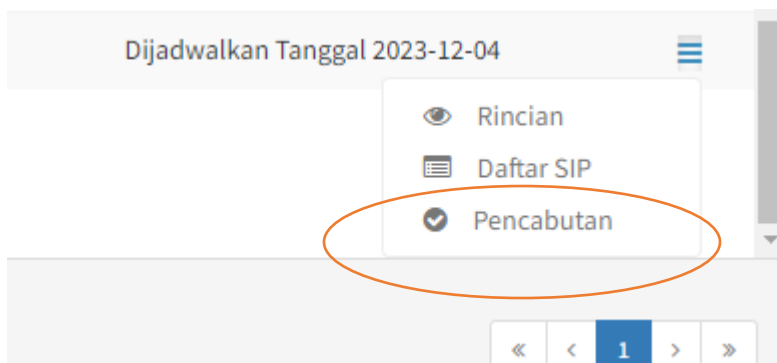 Dijadwalkan Tanggal 2023-12-04
Rincian
Daftar SIP
Pencabutan
« < 1 > »